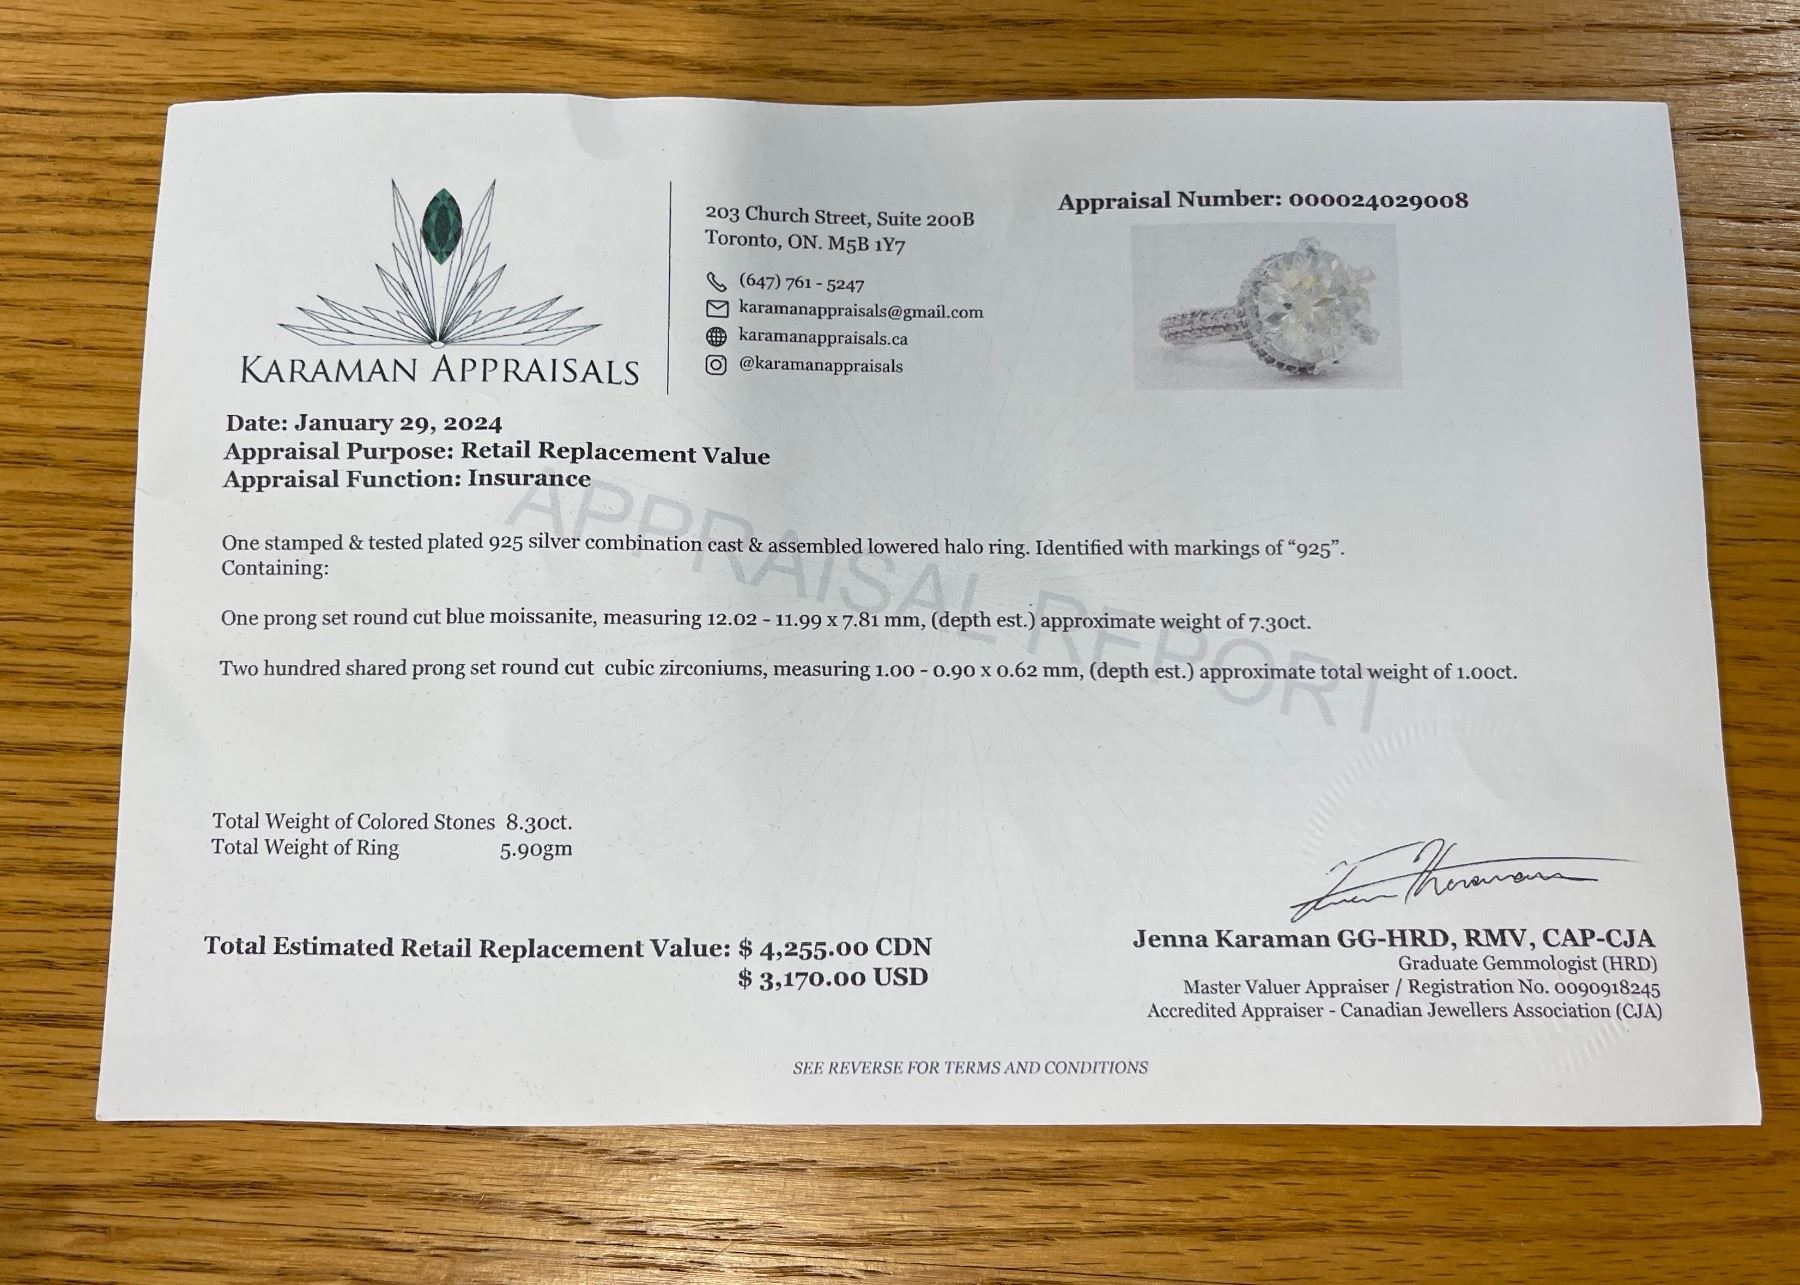 KARAMAN APPRAISALS
203 Church Street, Suite 200B
Toronto, ON. M5B 1Y7
(647) 761 - 5247
karamanappraisals@gmail.com
karamanappraisals.ca
@karamanappraisals
Appraisal Number: 000024029008
Date: January 29, 2024
Appraisal Purpose: Retail Replacement Value
Appraisal Function: Insurance
APPRAISAL REPORT
One stamped & tested plated 925 silver combination cast & assembled lowered halo ring. Identified with markings of “925”.
Containing:
One prong set round cut blue moissanite, measuring 12.02 - 11.99 x 7.81 mm, (depth est.) approximate weight of 7.30ct.
Two hundred shared prong set round cut cubic zirconiums, measuring 1.00 - 0.90 x 0.62 mm, (depth est.) approximate total weight of 1.00ct.
Total Weight of Colored Stones 8.30ct.
Total Weight of Ring 5.90gm
Total Estimated Retail Replacement Value: $ 4,255.00 CDN
$ 3,170.00 USD
Jenna Karaman GG-HRD, RMV, CAP-CJA
Graduate Gemmologist (HRD)
Master Valuer Appraiser / Registration No. 0090918245
Accredited Appraiser - Canadian Jewellers Association (CJA)
SEE REVERSE FOR TERMS AND CONDITIONS